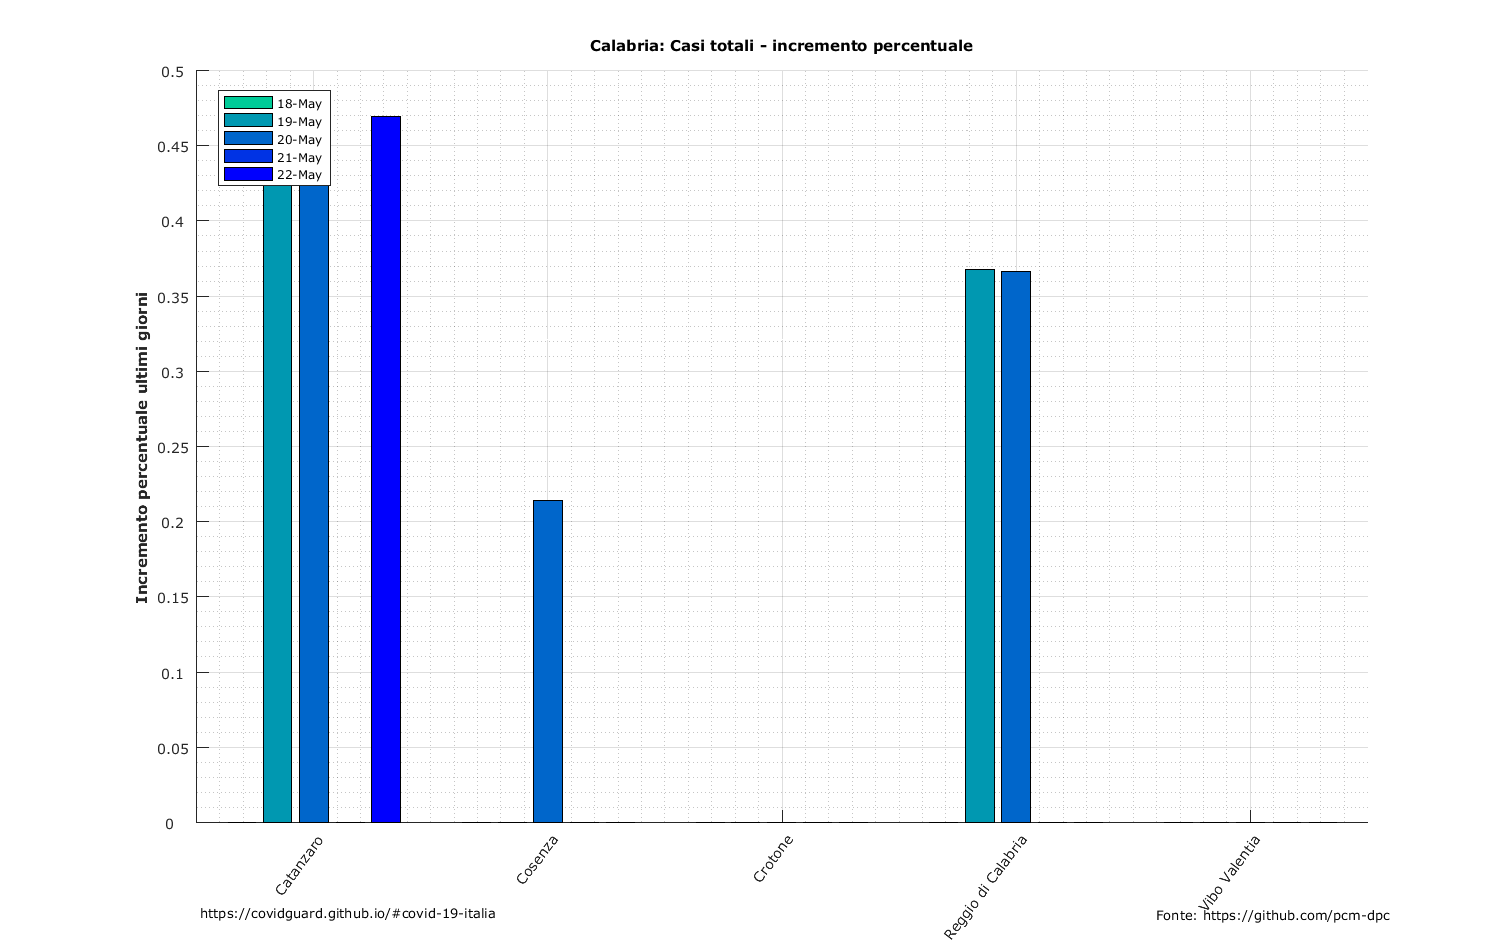 Calabria: Casi totali - incremento percentuale
0.5
0.45
0.4
0.35
0.3
0.25
0.2
0.15
0.1
0.05
0
Incremento percentuale ultimi giorni
18-May
19-May
20-May
21-May
22-May
Catanzaro
Cosenza
Crotone
Reggio di Calabria
Vibo Valentia
https://covidguard.github.io/#covid-19-italia
Fonte: https://github.com/pcm-dpc